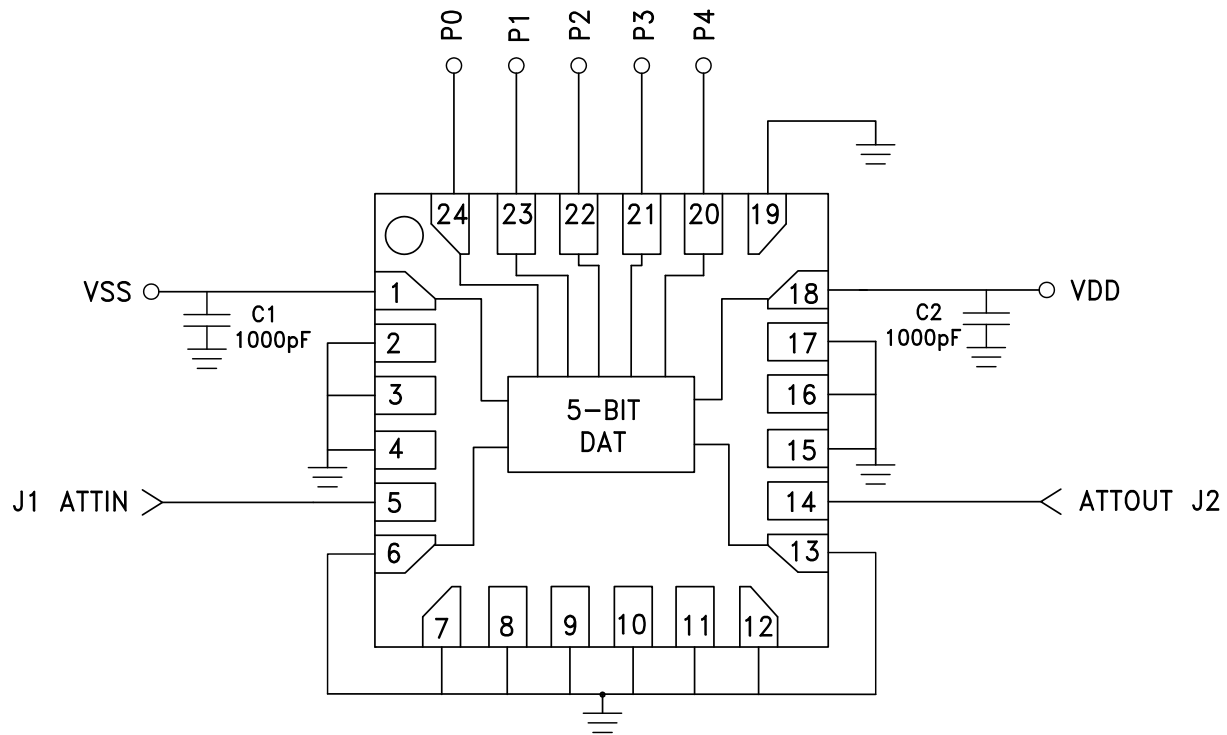 P0 P1 P2 P3 P4
24 23 22 21 20 19
VSS
1
18
VDD
C1
1000pF
C2
1000pF
2
17
3
16
5-BIT
DAT
4
15
J1 ATTIN
5
14
ATTOUT J2
6
13
7 8 9 10 11 12